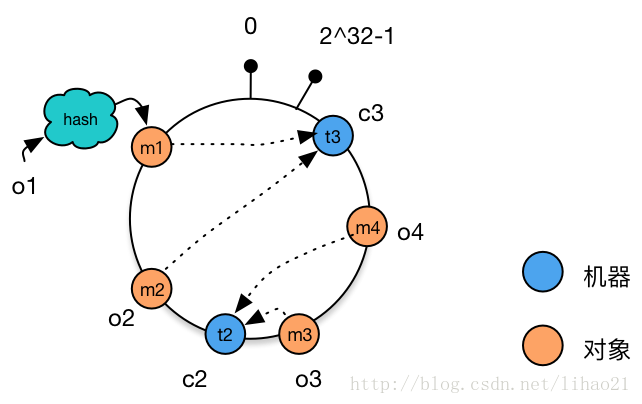 0
2^32-1
hash
c3
m1
t3
o1
m4
o4
m2
机器
o2
t2
m3
对象
c2
o3
http://blog.csdn.net/lihao21